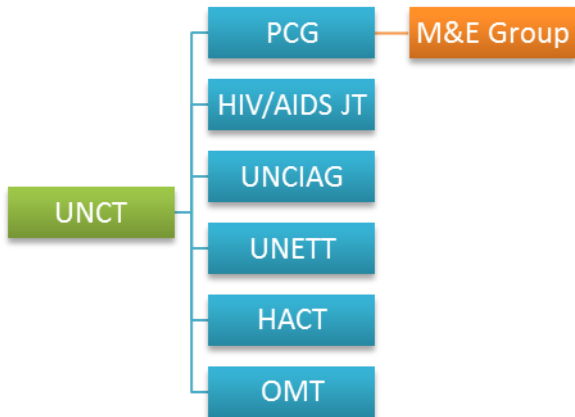 PCG
M&E Group
HIV/AIDS JT
UNCIAG
UNCT
UNETT
HACT
OMT